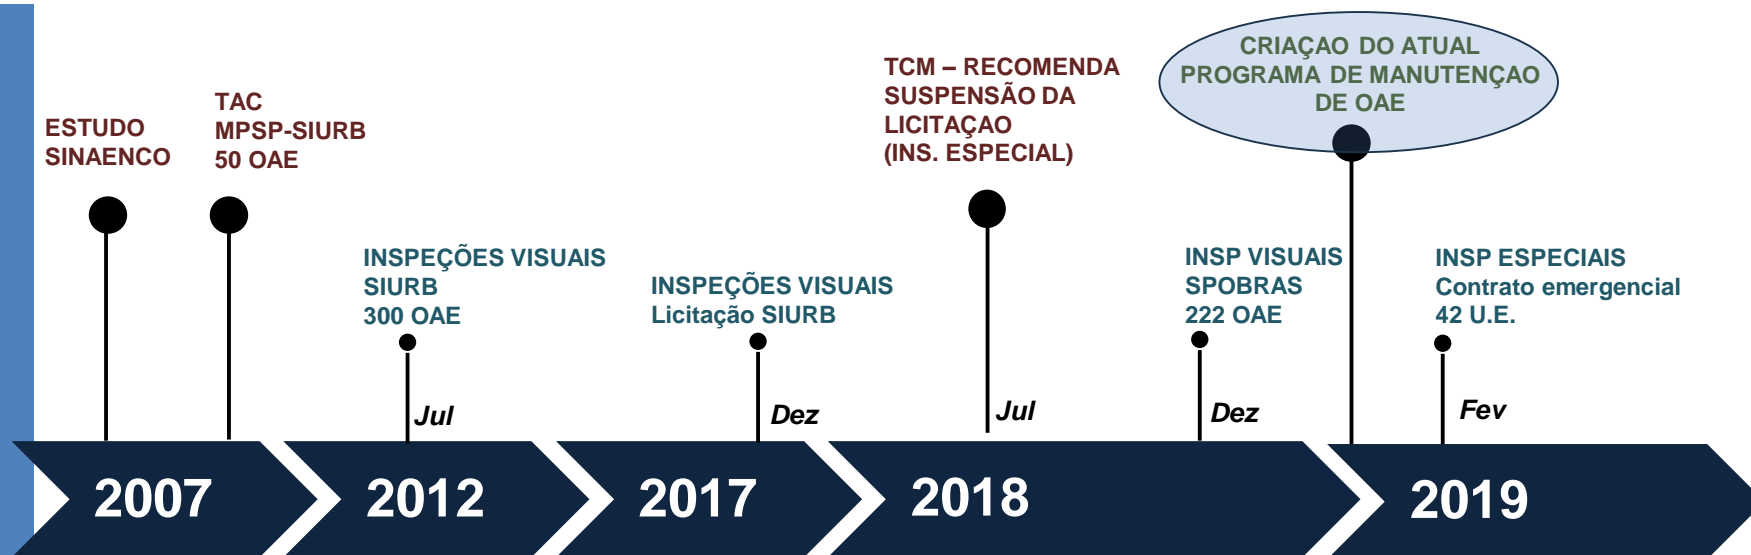 ESTUDO
SINAENCO
TAC
MPSP-SIURB
50 OAE
INSPEÇÕES VISUAIS
SIURB
300 OAE
Jul
INSPEÇÕES VISUAIS
Licitação SIURB
Dez
TCM – RECOMENDA
SUSPENSÃO DA
LICITAÇAO
(INS. ESPECIAL)
Jul
INSP VISUAIS
SPOBRAS
222 OAE
Dez
CRIAÇAO DO ATUAL
PROGRAMA DE MANUTENÇAO
DE OAE
INSP ESPECIAIS
Contrato emergencial
42 U.E.
Fev
2007
2012
2017
2018
2019